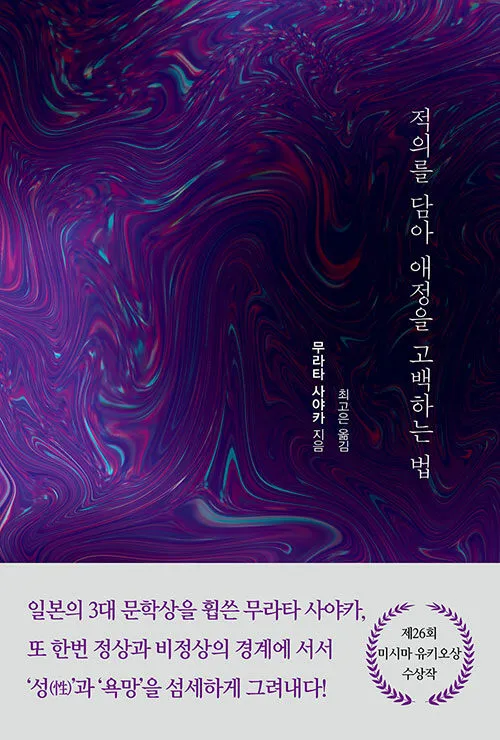 적의를 담아 애정을 고백하는 법
무라타 사야카 지음
최고은 옮김
일본의 3대 문학상을 휩쓴 무라타 사야카,
또 한번 정상과 비정상의 경계에 서서
‘성(性)’과 ‘욕망’을 섬세하게 그려내다!
제26회
미시마 유키오상
수상작